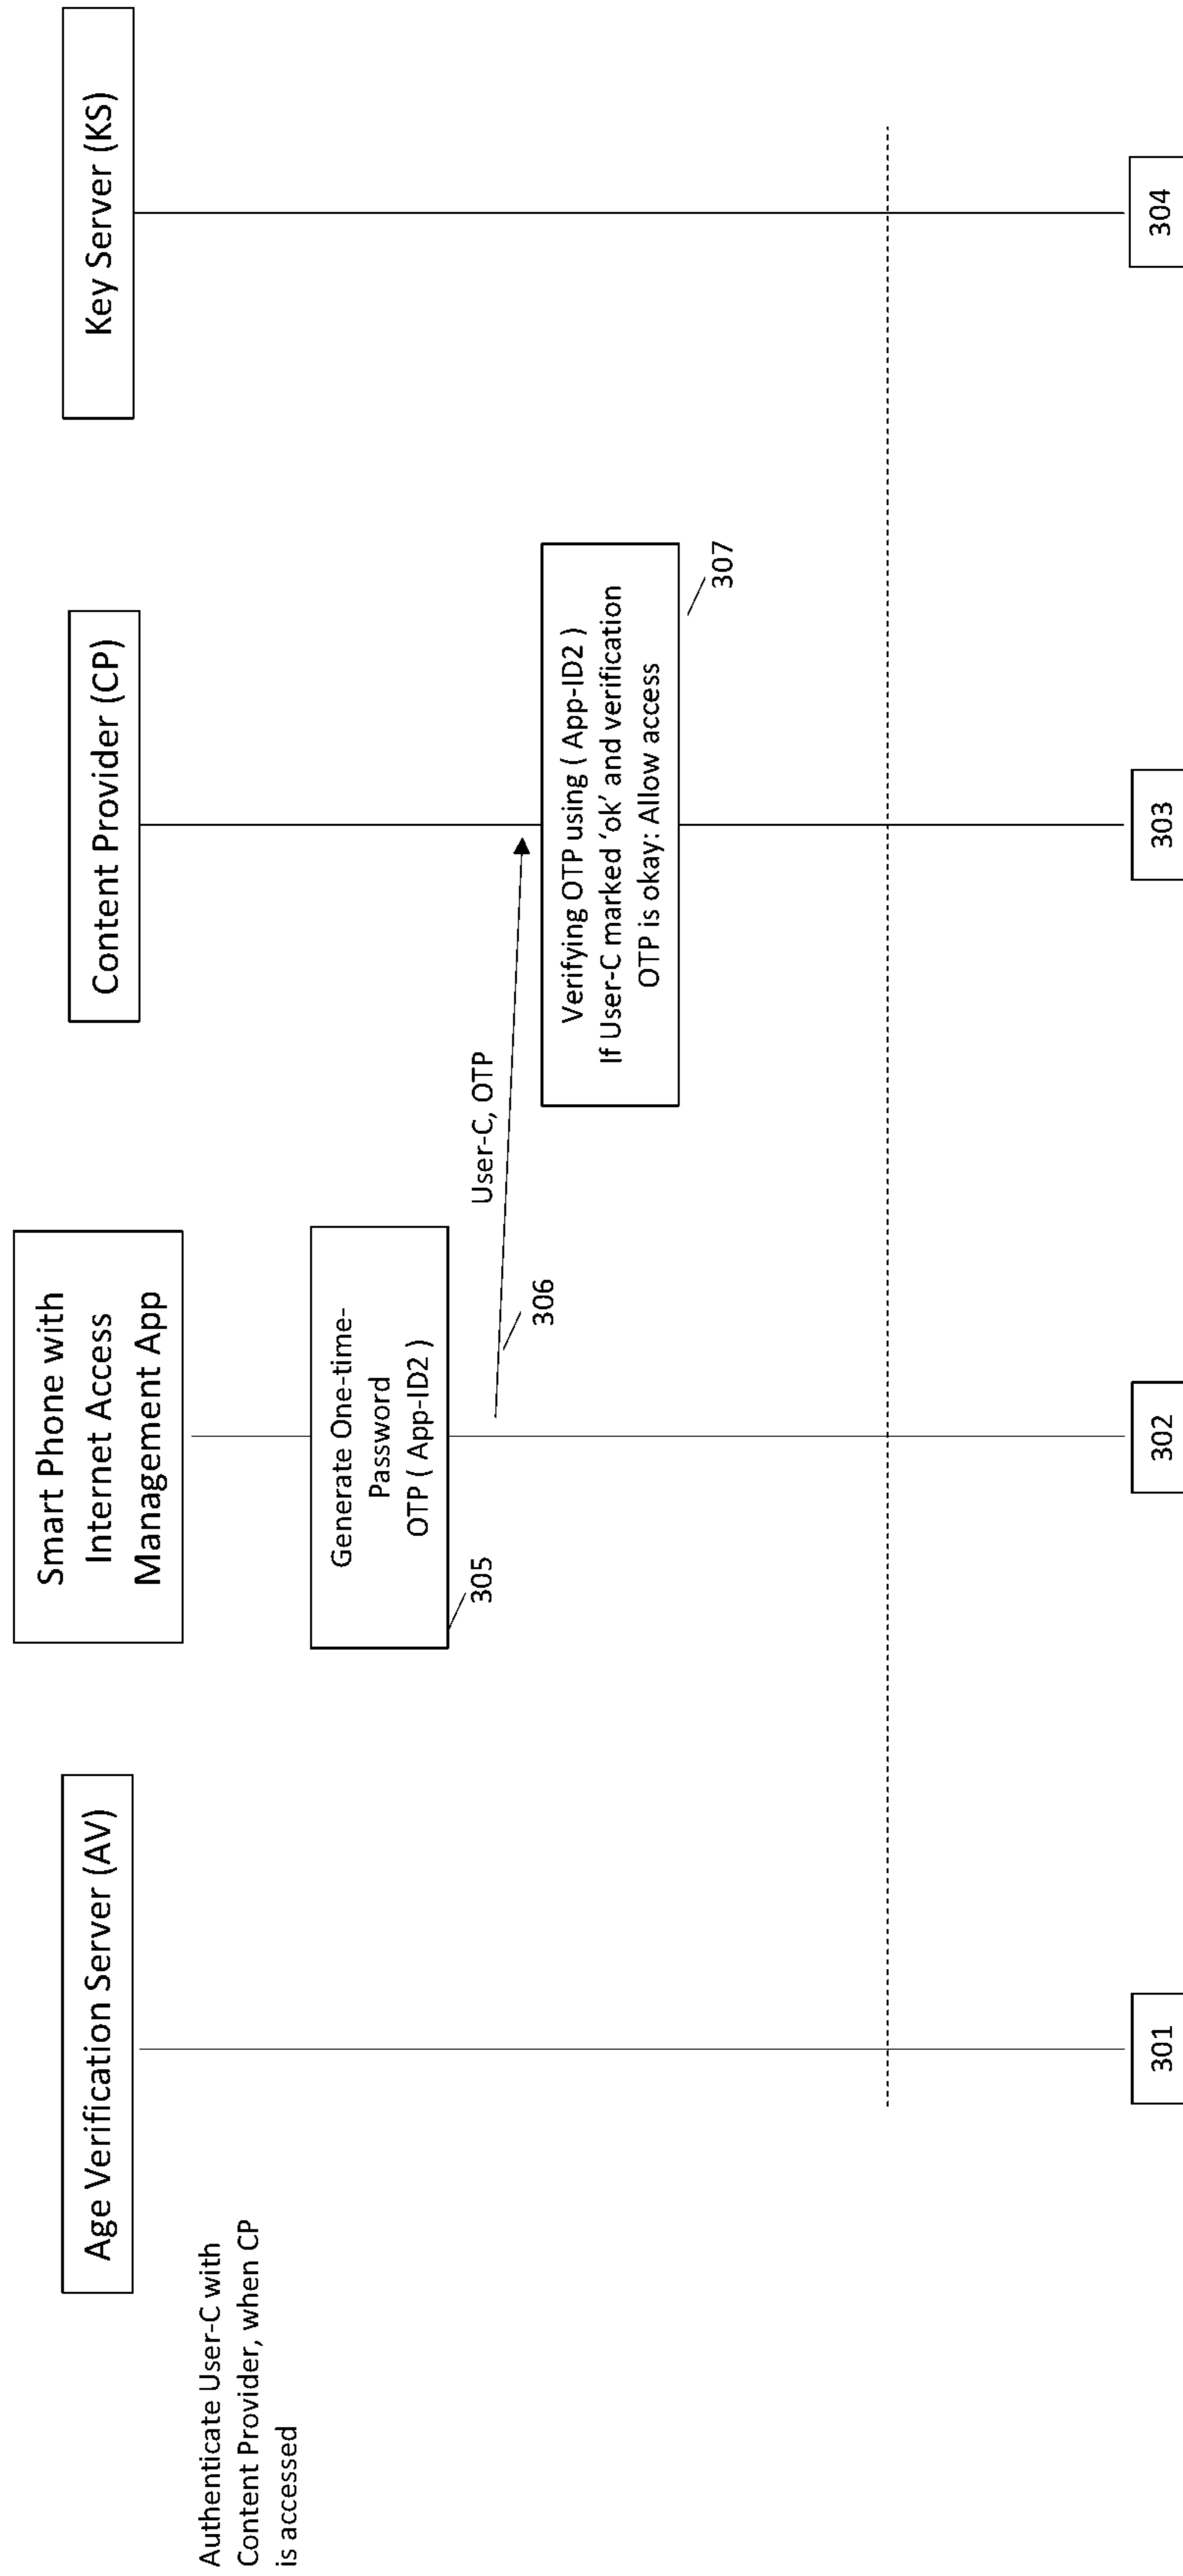 Age Verification Server (AV)
Smart Phone with
Internet Access
Management App
Content Provider (CP)
Key Server (KS)
Authenticate User-C with
Content Provider, when CP
is accessed
Generate One-time-
Password
OTP ( App-ID2 )
305
User-C, OTP
306
Verifying OTP using ( App-ID2 )
If User-C marked ‘ok’ and verification
OTP is okay: Allow access
307
301
302
303
304